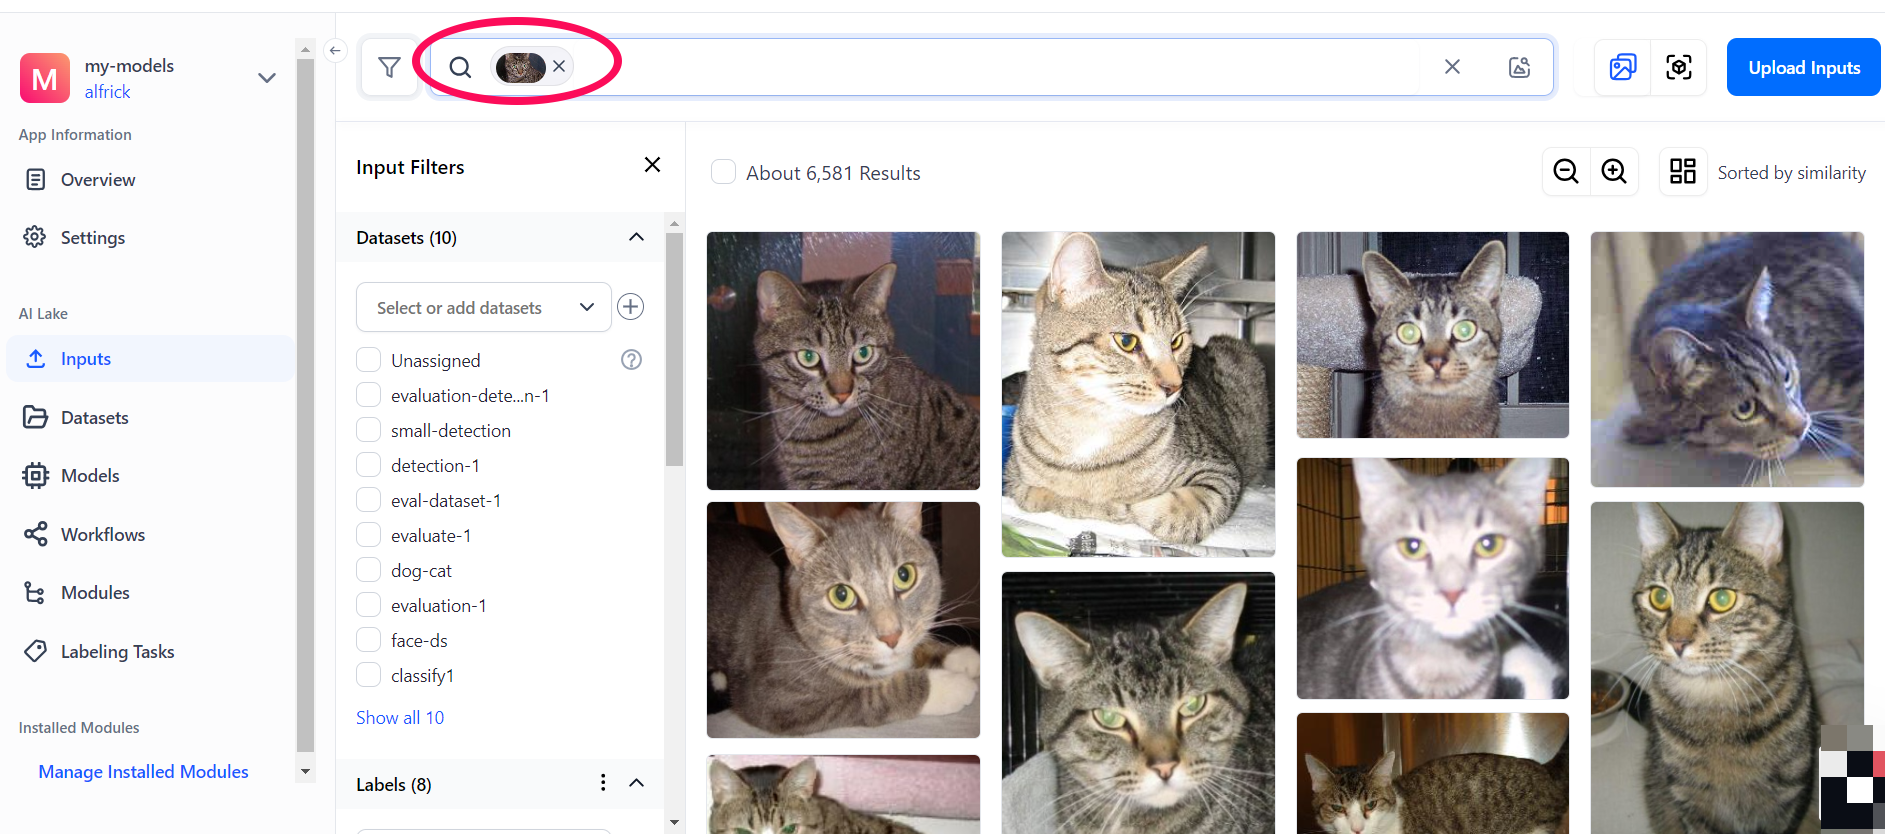 M
my-models
alfrick
App Information
Overview
Settings
AI Lake
Inputs
Datasets
Models
Workflows
Modules
Labeling Tasks
Installed Modules
Manage Installed Modules
Upload Inputs
Input Filters
Datasets (10)
Select or add datasets
Unassigned
evaluation-dete...n-1
small-detection
detection-1
eval-dataset-1
evaluate-1
dog-cat
evaluation-1
face-ds
classify1
Show all 10
Labels (8)
About 6,581 Results
Sorted by similarity